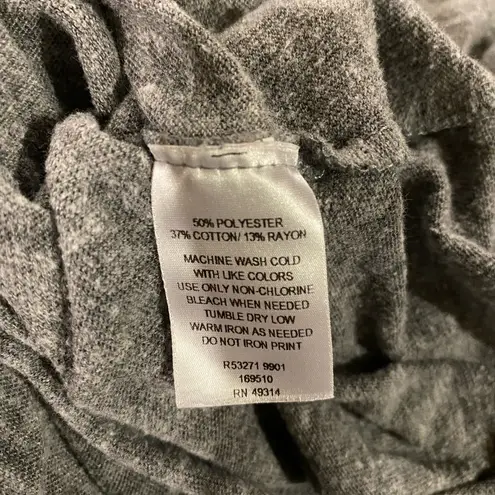 50% POLYESTER
37% COTTON/ 13% RAYON
MACHINE WASH COLD
WITH LIKE COLORS
USE ONLY NON-CHLORINE
BLEACH WHEN NEEDED
TUMBLE DRY LOW
WARM IRON AS NEEDED
DO NOT IRON PRINT
R53271 9901
169510
RN 49314